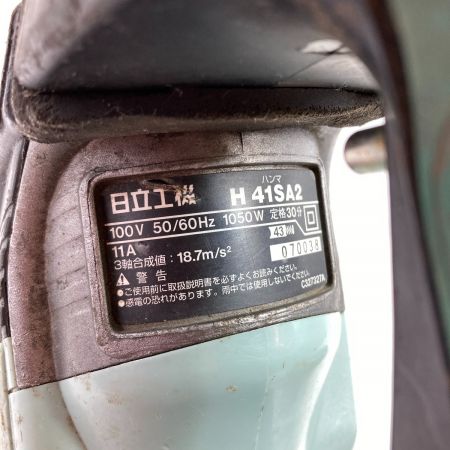 日立工機 ハンマ H 41SA2
100V 50/60Hz 1050W 定格30分
11A
43
3軸合成値：18.7m/s²
070038
⚠警告
●ご使用前に取扱説明書を必ずよくお読みください。
●感電の恐れがあります。雨中では使用しないでください。
C327327A